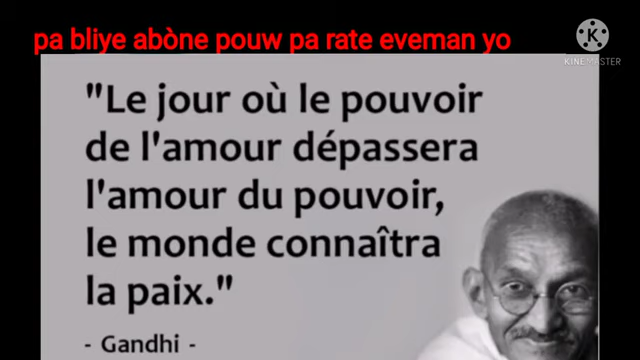 pa bliye abòne pouw pa rate eveman yo
KINEMASTER
"Le jour où le pouvoir
de l'amour dépassera
l'amour du pouvoir,
le monde connaîtra
la paix."
- Gandhi -